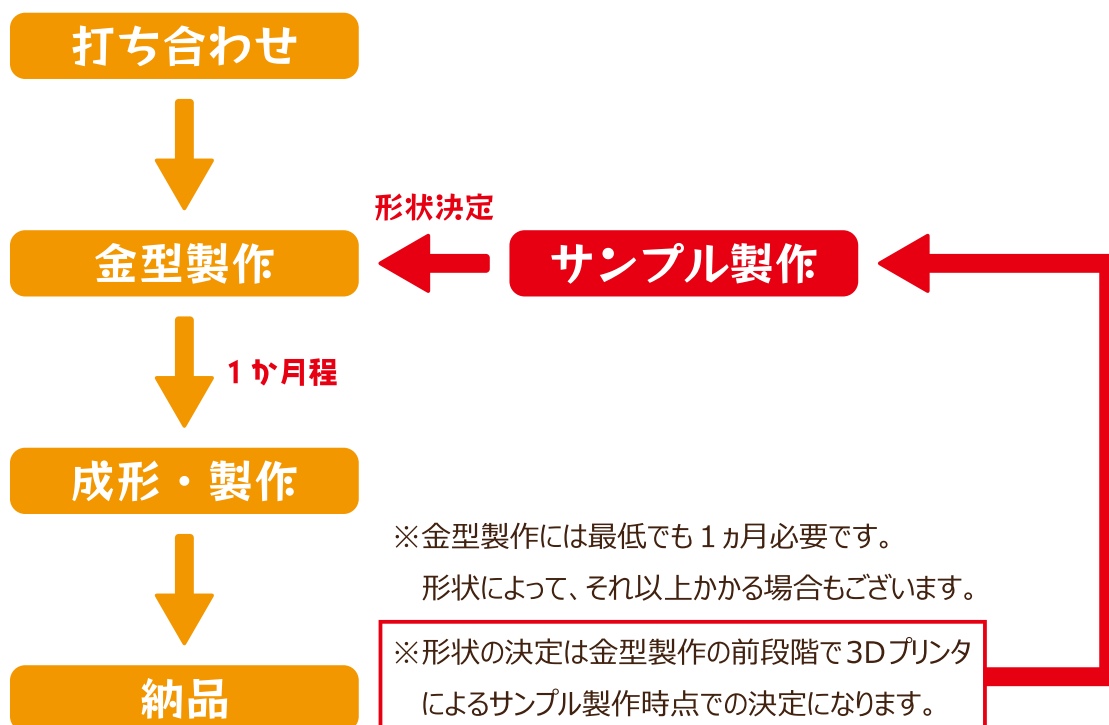 打ち合わせ
形状決定
金型製作
サンプル製作
1か月程
成形・製作
※金型製作には最低でも1ヵ月必要です。
形状によって、それ以上かかる場合もございます。
※形状の決定は金型製作の前段階で3Dプリンタ
によるサンプル製作時点での決定になります。
納品